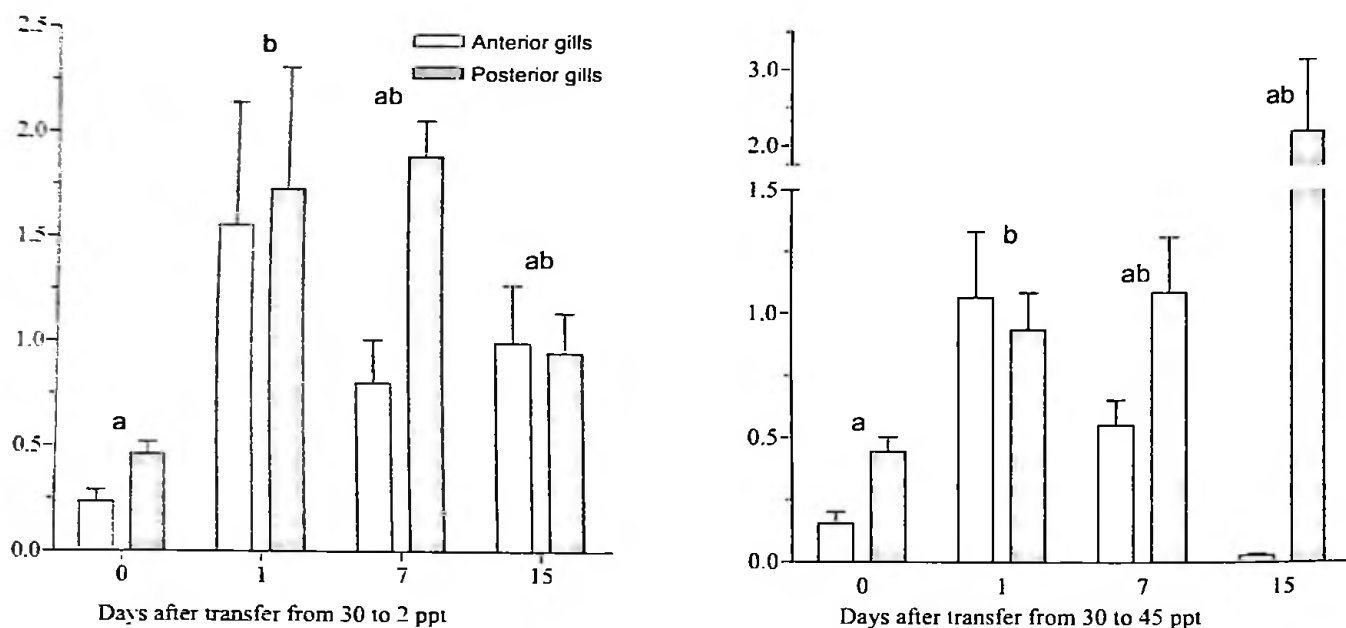 2.5
2.0
1.5
1.0
0.5
0.0
a
b
ab
ab
Anterior gills
Posterior gills
0 1 7 15
Days after transfer from 30 to 2 ppt
3.0
2.0
1.5
1.0
0.5
0.0
a
b
ab
ab
0 1 7 15
Days after transfer from 30 to 45 ppt